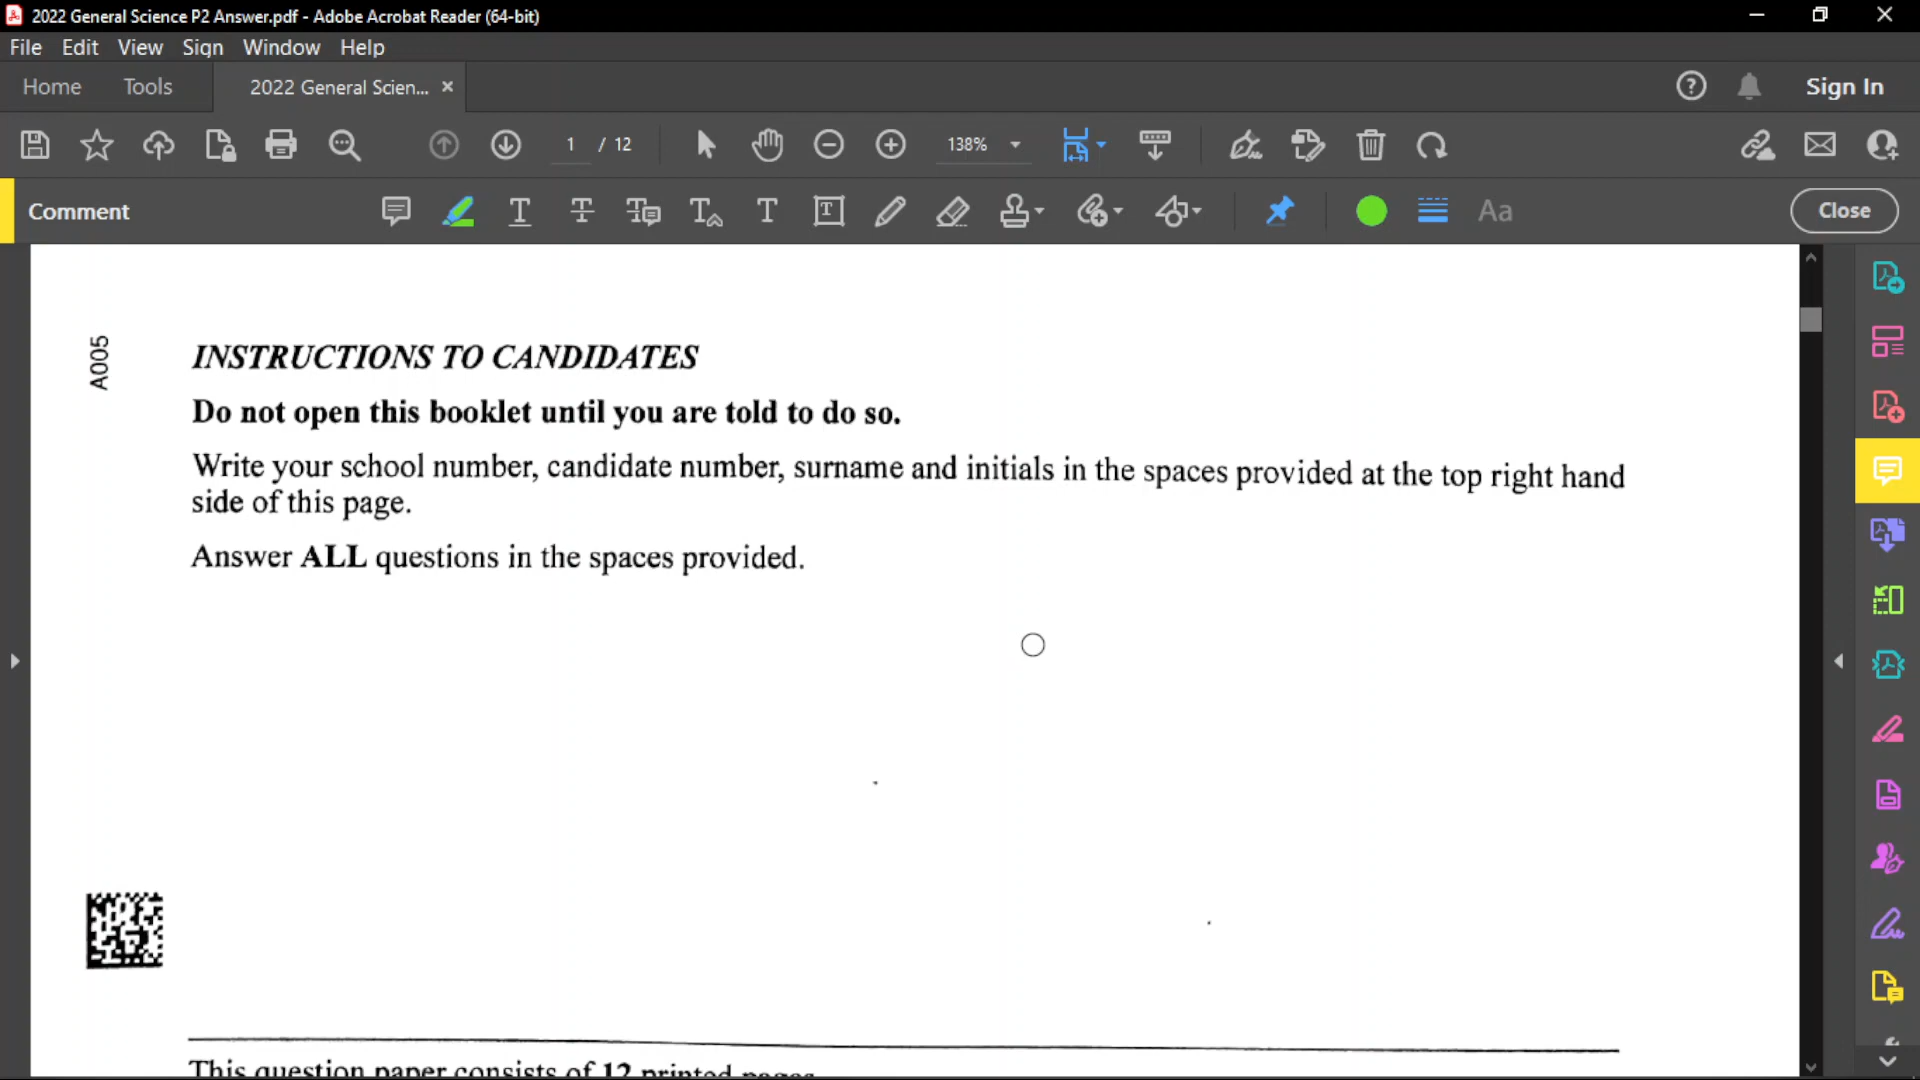 2022 General Science P2 Answer.pdf - Adobe Acrobat Reader (64-bit)
File Edit View Sign Window Help
Home Tools 2022 General Scien... × Sign In
1 / 12 138%
Comment Aa Close
A005
INSTRUCTIONS TO CANDIDATES
Do not open this booklet until you are told to do so.
Write your school number, candidate number, surname and initials in the spaces provided at the top right hand
side of this page.
Answer ALL questions in the spaces provided.
This question paper consists of 12 printed pages